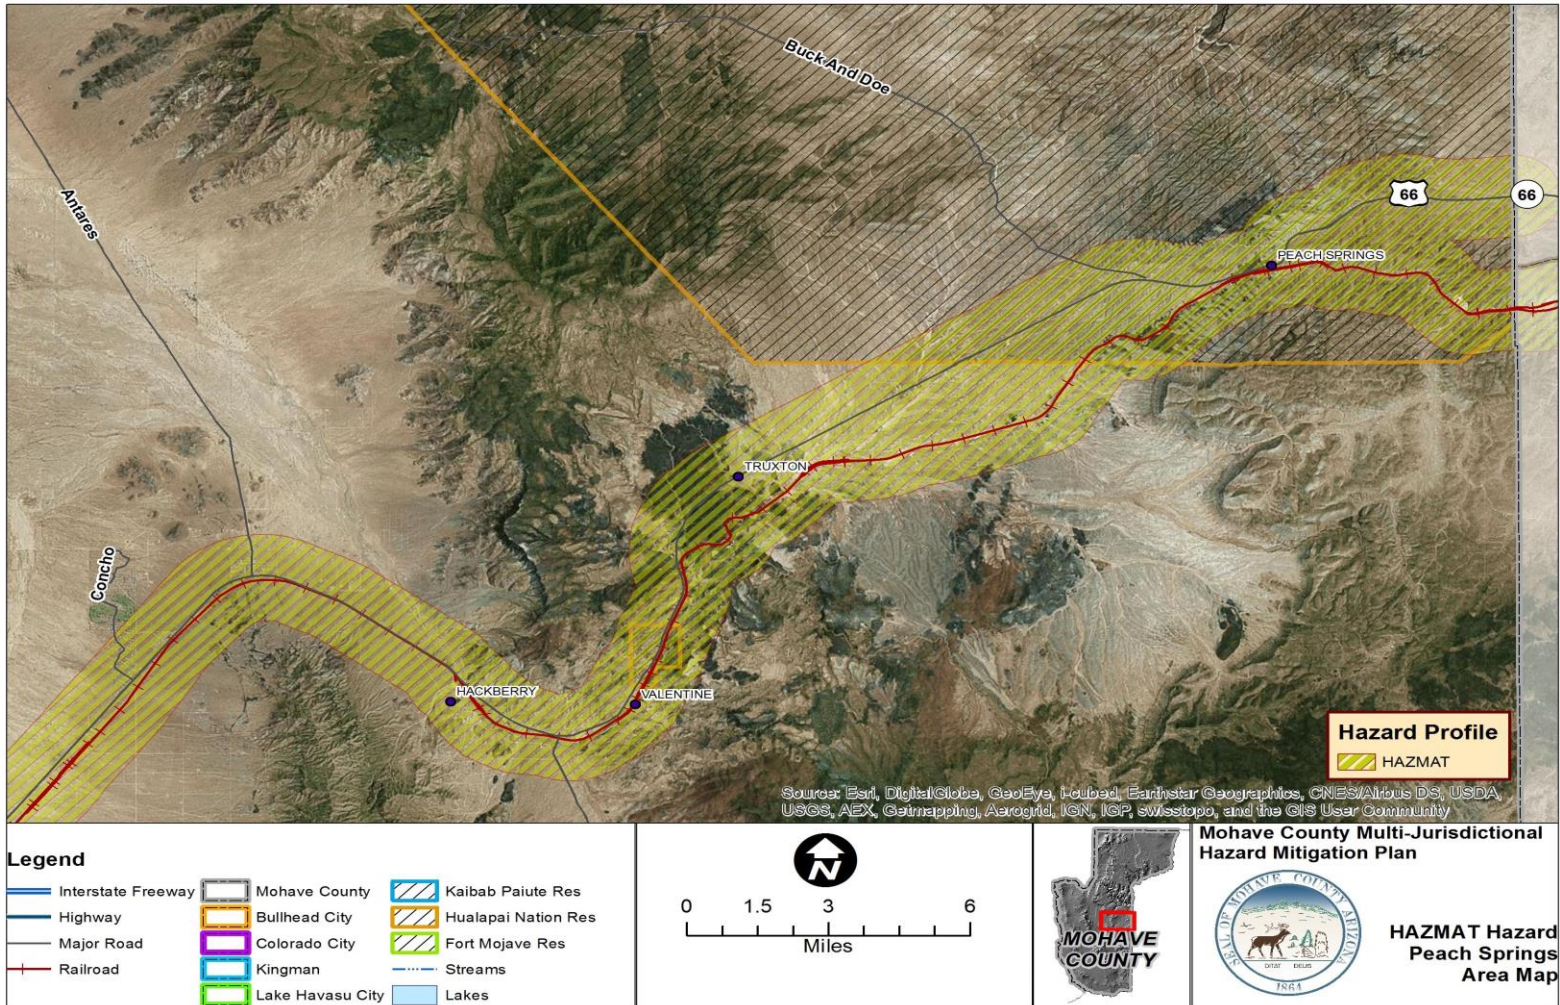 Buck And Doe
Antares
66
66
PEACH SPRINGS
TRUXTON
Concho
HACKBERRY
VALENTINE
Hazard Profile
HAZMAT
Source: Esri, DigitalGlobe, GeoEye, i-cubed, Earthstar Geographics, CNES/Airbus DS, USDA,
USGS, AEX, Getmapping, Aerogrid, IGN, IGP, swisstopo, and the GIS User Community
Legend
Interstate Freeway
Highway
Major Road
Railroad
Mohave County
Bullhead City
Colorado City
Kingman
Lake Havasu City
Kaibab Paiute Res
Hualapai Nation Res
Fort Mojave Res
Streams
Lakes
N
0 1.5 3 6
Miles
MOHAVE
COUNTY
Mohave County Multi-Jurisdictional
Hazard Mitigation Plan
SEAL OF MOHAVE COUNTY ARIZONA
DITAT DEUS
1864
HAZMAT Hazard
Peach Springs
Area Map